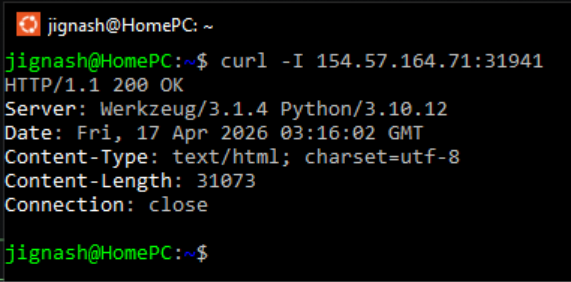 jignash@HomePC: ~
jignash@HomePC:~$ curl -I 154.57.164.71:31941
HTTP/1.1 200 OK
Server: Werkzeug/3.1.4 Python/3.10.12
Date: Fri, 17 Apr 2026 03:16:02 GMT
Content-Type: text/html; charset=utf-8
Content-Length: 31073
Connection: close
jignash@HomePC:~$